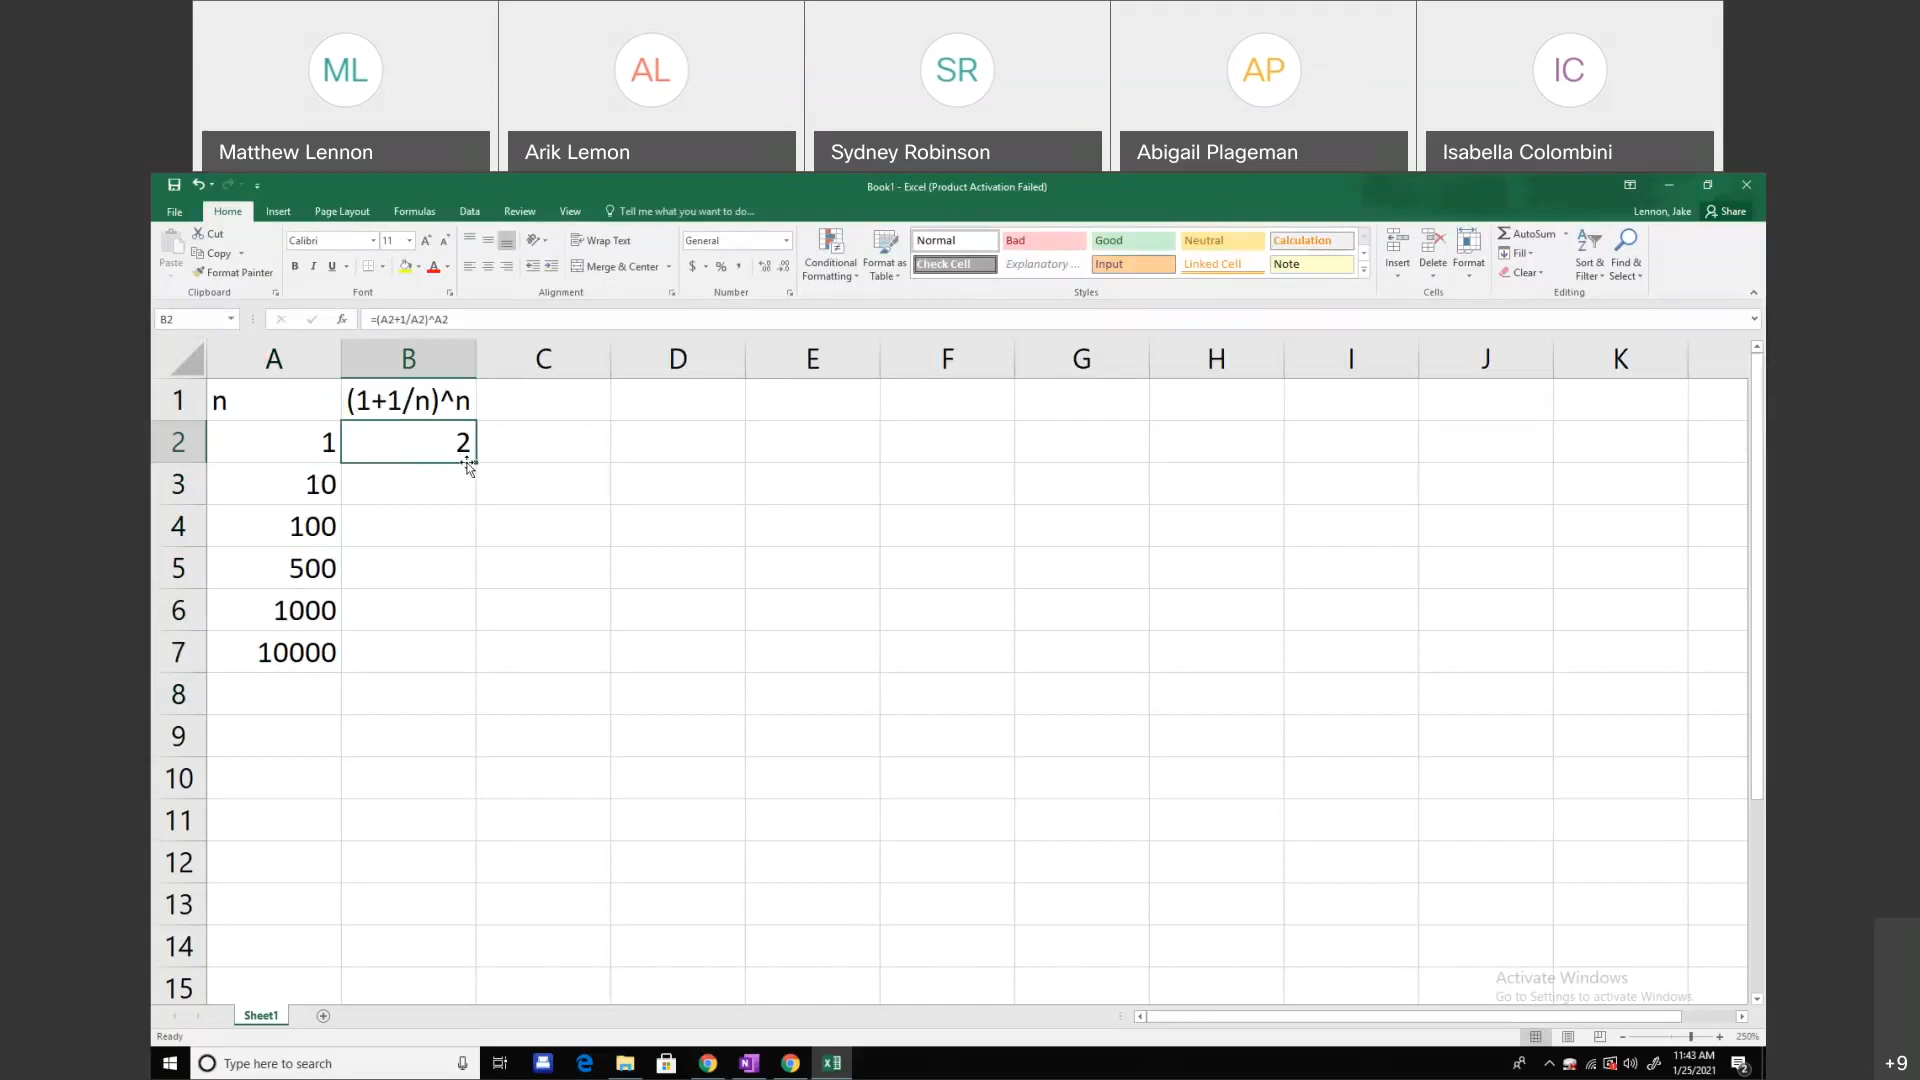 ML
AL
SR
AP
IC
Matthew Lennon
Arik Lemon
Sydney Robinson
Abigail Plageman
Isabella Colombini
Book1 - Excel (Product Activation Failed)
File Home Insert Page Layout Formulas Data Review View Tell me what you want to do...
Lennon, Jake Share
Paste
Cut
Copy
Format Painter
Clipboard
Calibri 11
B I U
Font
Wrap Text
Merge & Center
Alignment
General
$ % ,
Number
Conditional Formatting
Format as Table
Normal Bad Good Neutral Calculation
Check Cell Explanatory ... Input Linked Cell Note
Styles
Insert Delete Format
Cells
AutoSum
Fill
Clear
Sort & Filter
Find & Select
Editing
B2 fx =(A2+1/A2)^A2
A B C D E F G H I J K
1 n (1+1/n)^n
2 1 2
3 10
4 100
5 500
6 1000
7 10000
8
9
10
11
12
13
14
15
Activate Windows
Go to Settings to activate Windows.
Sheet1
Ready
250%
Type here to search
11:43 AM
1/25/2021
2
+9